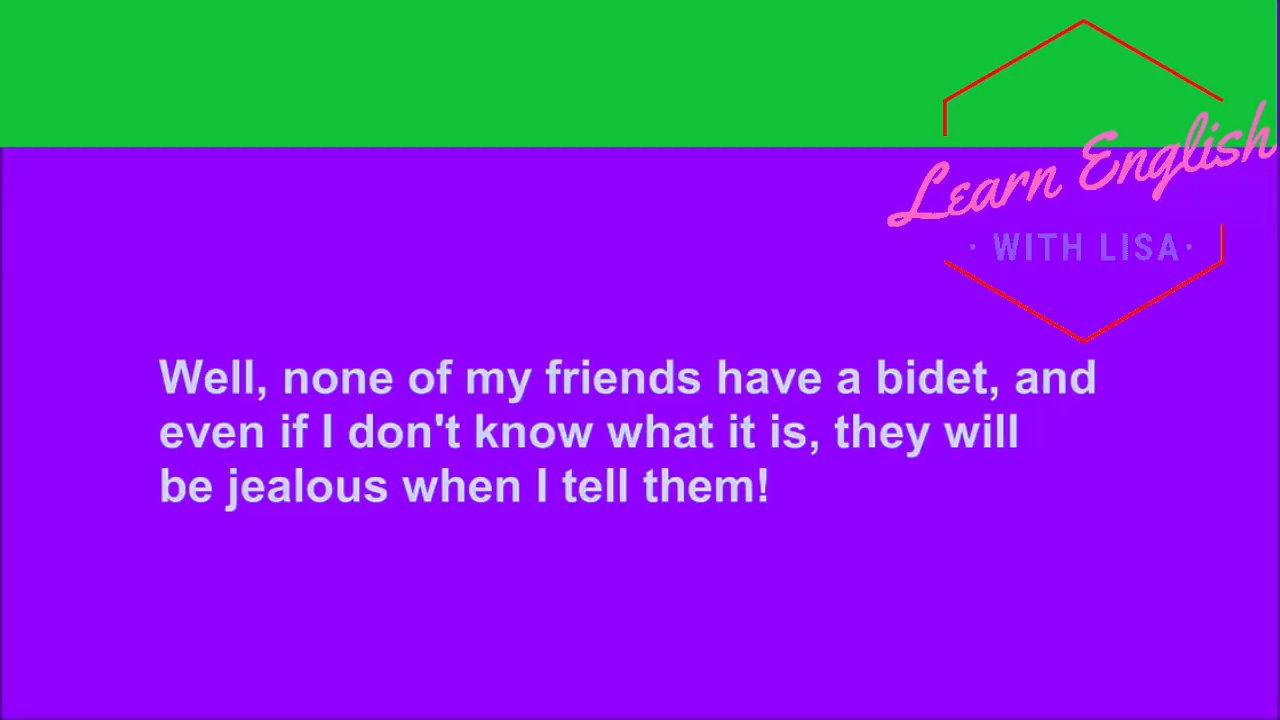 Learn English
· WITH LISA·
Well, none of my friends have a bidet, and
even if I don't know what it is, they will
be jealous when I tell them!